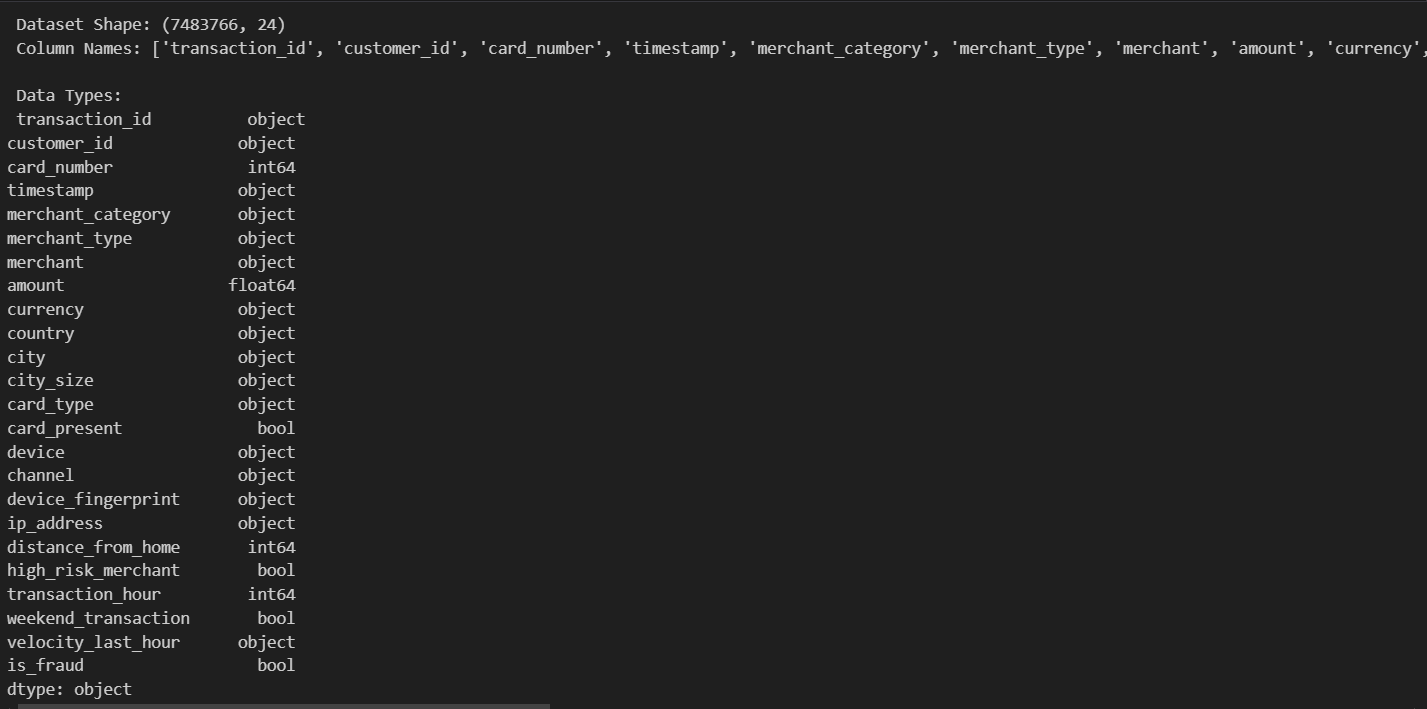 Dataset Shape: (7483766, 24)
Column Names: ['transaction_id', 'customer_id', 'card_number', 'timestamp', 'merchant_category', 'merchant_type', 'merchant', 'amount', 'currency',
Data Types:
transaction_id object
customer_id object
card_number int64
timestamp object
merchant_category object
merchant_type object
merchant object
amount float64
currency object
country object
city object
city_size object
card_type object
card_present bool
device object
channel object
device_fingerprint object
ip_address object
distance_from_home int64
high_risk_merchant bool
transaction_hour int64
weekend_transaction bool
velocity_last_hour object
is_fraud bool
dtype: object